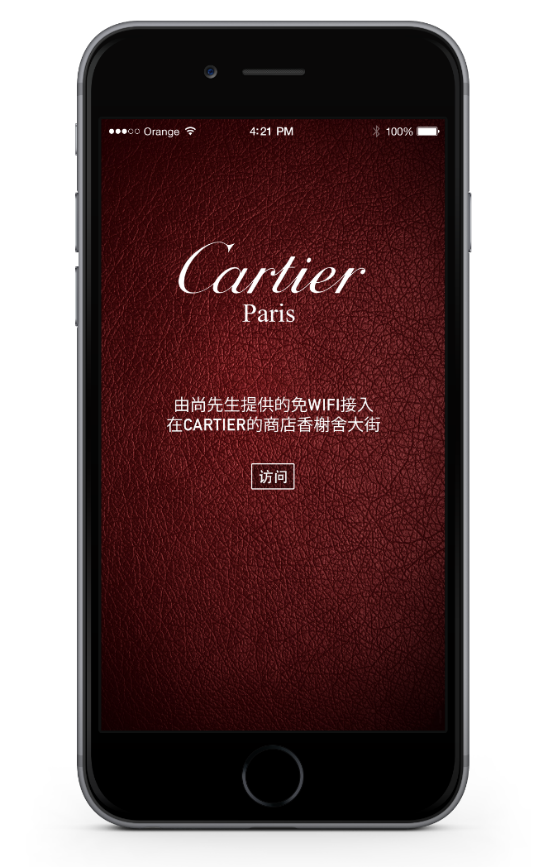 Orange 4:21 PM 100%
Cartier
Paris
由尚先生提供的免WIFI接入
在CARTIER的商店香榭舍大街
访问